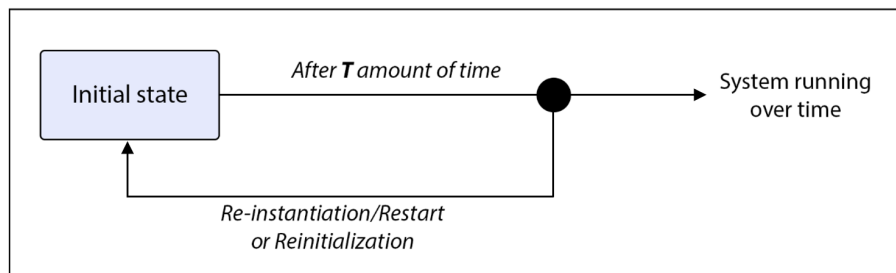 Initial state
After T amount of time
System running
over time
Re-instantiation/Restart
or Reinitialization